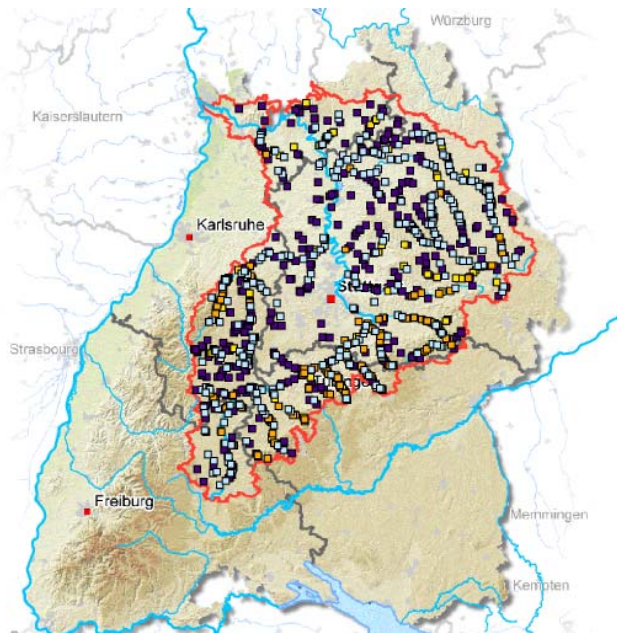 Würzburg
Kaiserslautern
Karlsruhe
Strasbourg
Freiburg
Memmingen
Kempten